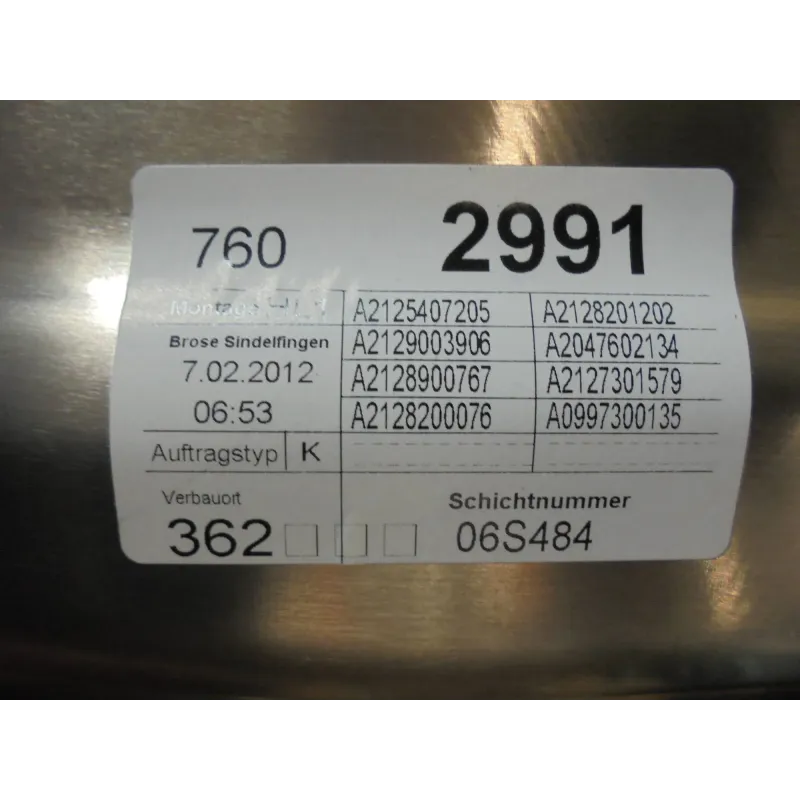 760 2991
Montage
A2125407205 A2128201202
Brose Sindelfingen A2129003906 A2047602134
7.02.2012 A2128900767 A2127301579
06:53 A2128200076 A0997300135
Auftragstyp K
Verbauort Schichtnummer
362 06S484